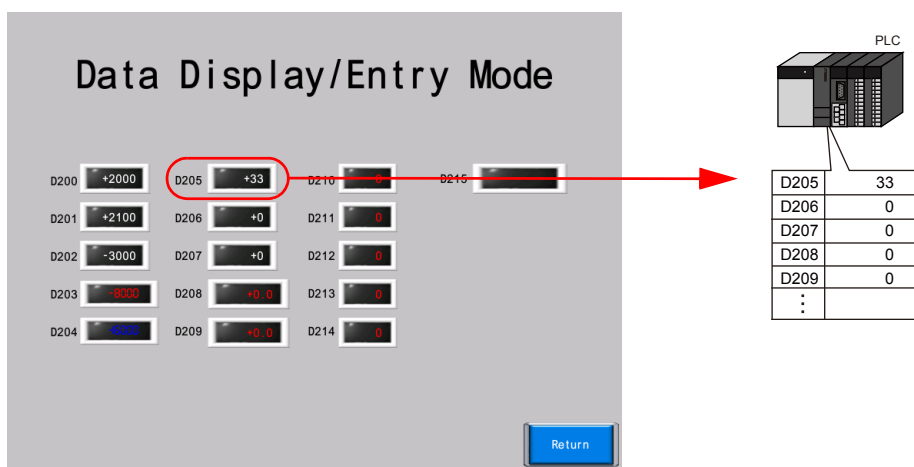 PLC
Data Display/Entry Mode
D200 +2000 D205 +33 D210 0 D215
D201 +2100 D206 +0 D211 0
D202 -3000 D207 +0 D212 0
D203 -8000 D208 +0.0 D213 0
D204 D209 +0.0 D214 0
Return
D205 33
D206 0
D207 0
D208 0
D209 0
: